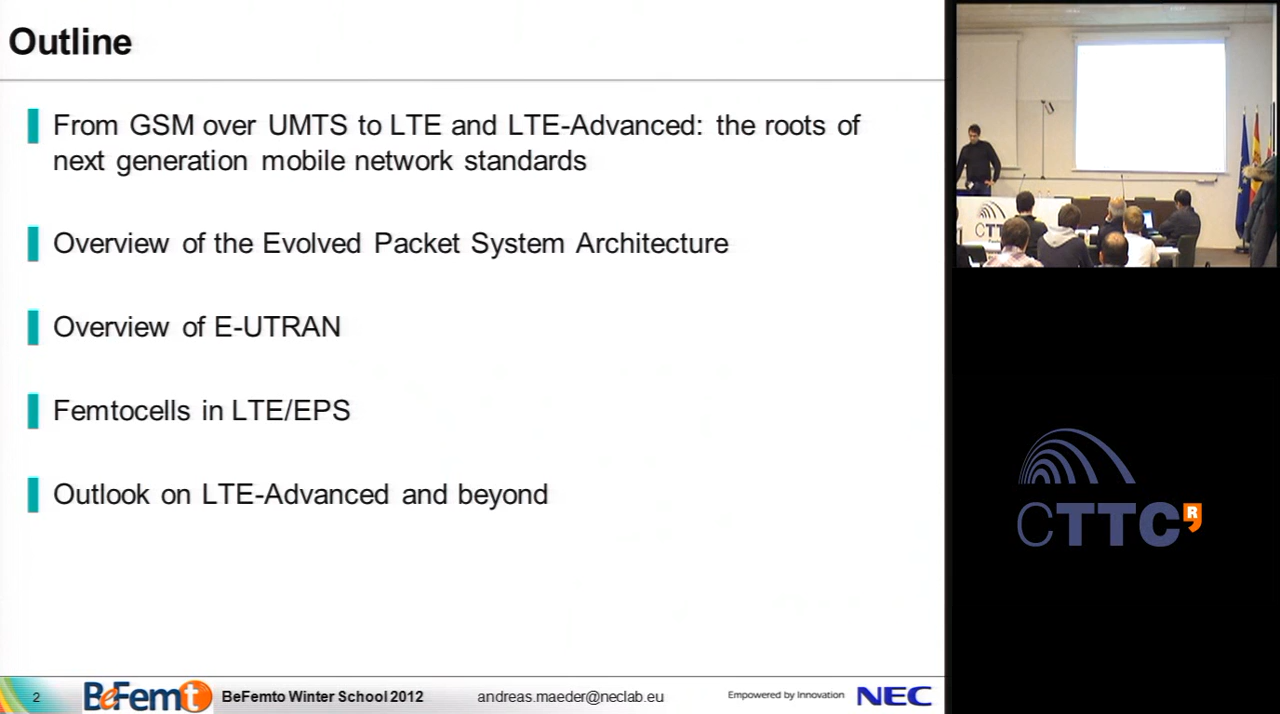 Outline
From GSM over UMTS to LTE and LTE-Advanced: the roots of
next generation mobile network standards
Overview of the Evolved Packet System Architecture
Overview of E-UTRAN
Femtocells in LTE/EPS
Outlook on LTE-Advanced and beyond
2
BeFemto
BeFemto Winter School 2012
andreas.maeder@neclab.eu
Empowered by Innovation
NEC
CTTC
CTTC R